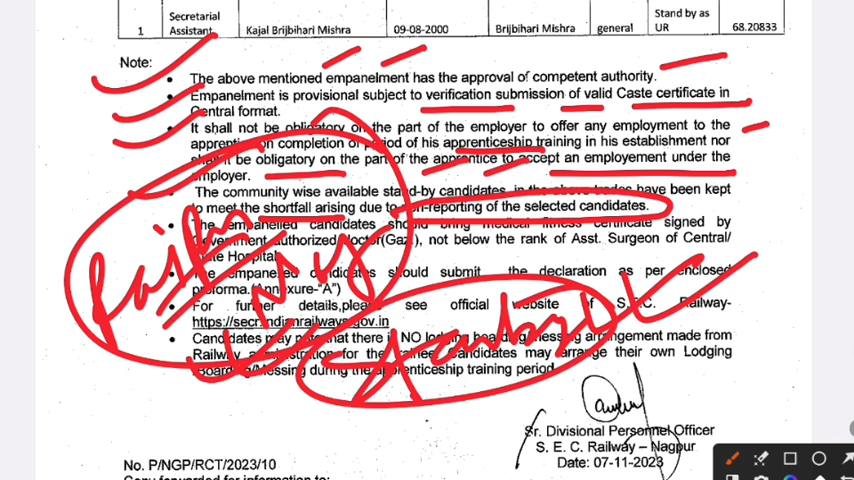 1 Secretarial Assistant Kajal Brijbihari Mishra 09-08-2000 Brijbihari Mishra general Stand by as UR 68.20833
Note:
• The above mentioned empanelment has the approval of competent authority.
• Empanelment is provisional subject to verification submission of valid Caste certificate in
Central format.
• It shall not be obligatory on the part of the employer to offer any employment to the
apprentice on completion of period of his apprenticeship training in his establishment nor
shall it be obligatory on the part of the apprentice to accept an employement under the
employer.
The community wise available stand-by candidates in the above trades have been kept
to meet the shortfall arising due to non-reporting of the selected candidates.
• The empanelled candidates should bring medical fitness certificate signed by
Government authorized doctor(Gaz), not below the rank of Asst. Surgeon of Central/
State Hospital
• The empanelled candidates should submit the declaration as per enclosed
proforma.(Annexure-"A")
• For further details,please see official website of S.E.C. Railway-
https://secr.indianrailways.gov.in
• Candidates may note that there is NO lodging boarding messing arrangement made from
Railway administration for the trainee. Candidates may arrange their own Lodging
Boarding/Messing during the apprenticeship training period.
Sr. Divisional Personnel Officer
S. E. C. Railway – Nagpur
Date: 07-11-2023
No. P/NGP/RCT/2023/10
Copy forwarded for information to: